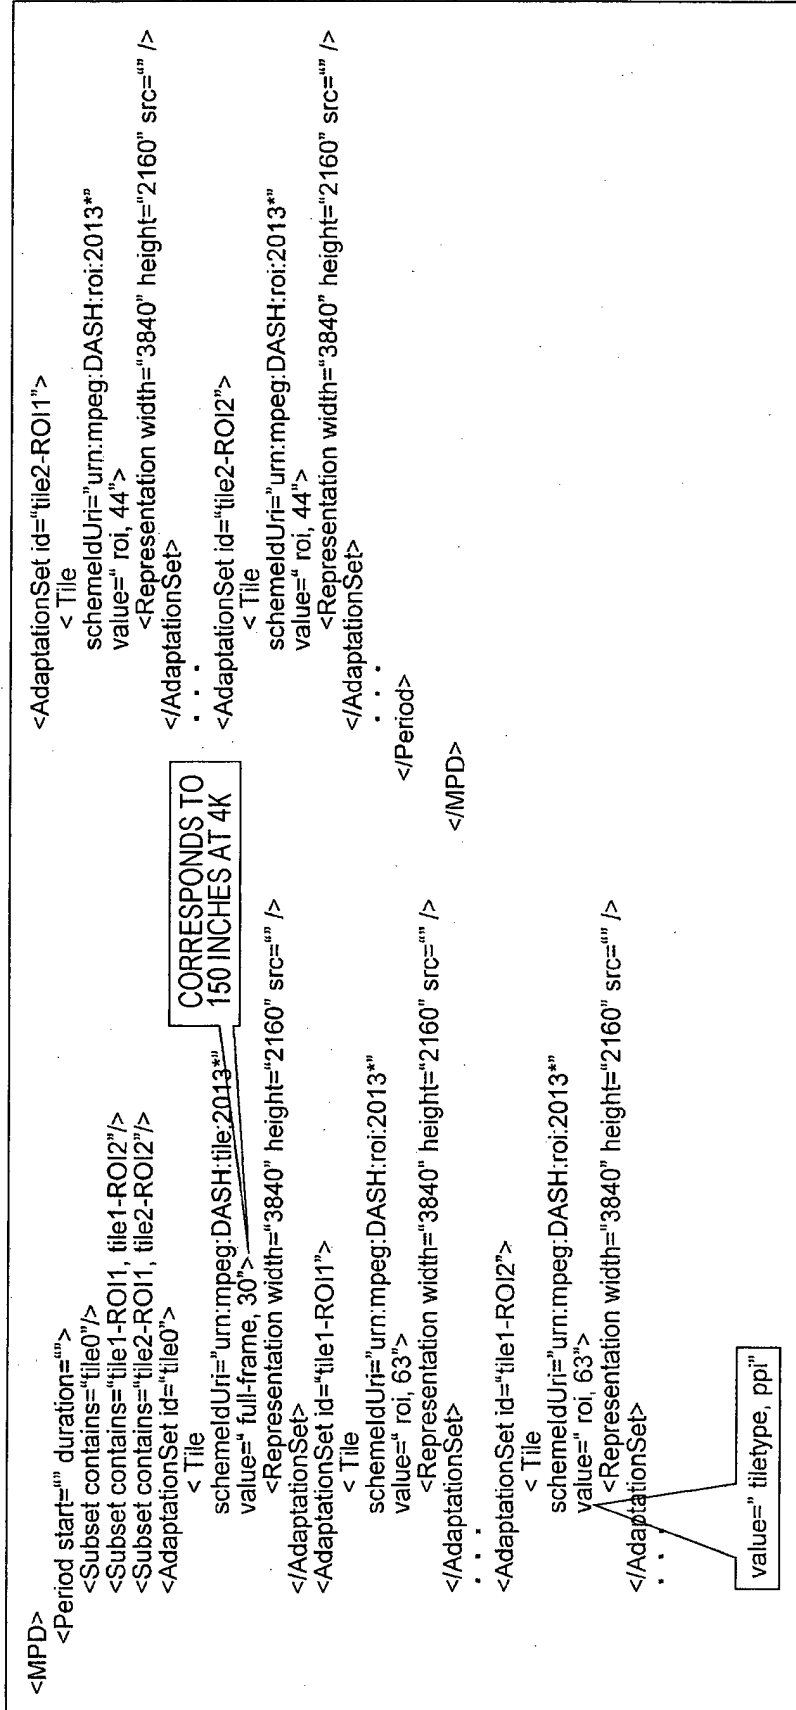 <MPD>
<Period start="" duration="">
<Subset contains="tile0"/>
<Subset contains="tile1-ROI1, tile1-ROI2"/>
<Subset contains="tile2-ROI1, tile2-ROI2"/>
<AdaptationSet id="tile0">
< Tile
schemeIdUri="urn:mpeg:DASH:tile:2013*"
value=" full-frame, 30">
<Representation width="3840" height="2160" src="" />
</AdaptationSet>
<AdaptationSet id="tile1-ROI1">
< Tile
schemeIdUri="urn:mpeg:DASH:roi:2013*"
value=" roi, 63">
<Representation width="3840" height="2160" src="" />
</AdaptationSet>
. . .
<AdaptationSet id="tile1-ROI2">
< Tile
schemeIdUri="urn:mpeg:DASH:roi:2013*"
value=" roi, 63">
<Representation width="3840" height="2160" src="" />
</AdaptationSet>
. . .
value=" tiletype, ppi"
CORRESPONDS TO
150 INCHES AT 4K
<AdaptationSet id="tile2-ROI1">
< Tile
schemeIdUri="urn:mpeg:DASH:roi:2013*"
value=" roi, 44">
<Representation width="3840" height="2160" src="" />
</AdaptationSet>
. . .
<AdaptationSet id="tile2-ROI2">
< Tile
schemeIdUri="urn:mpeg:DASH:roi:2013*"
value=" roi, 44">
<Representation width="3840" height="2160" src="" />
</AdaptationSet>
. . .
</Period>
</MPD>